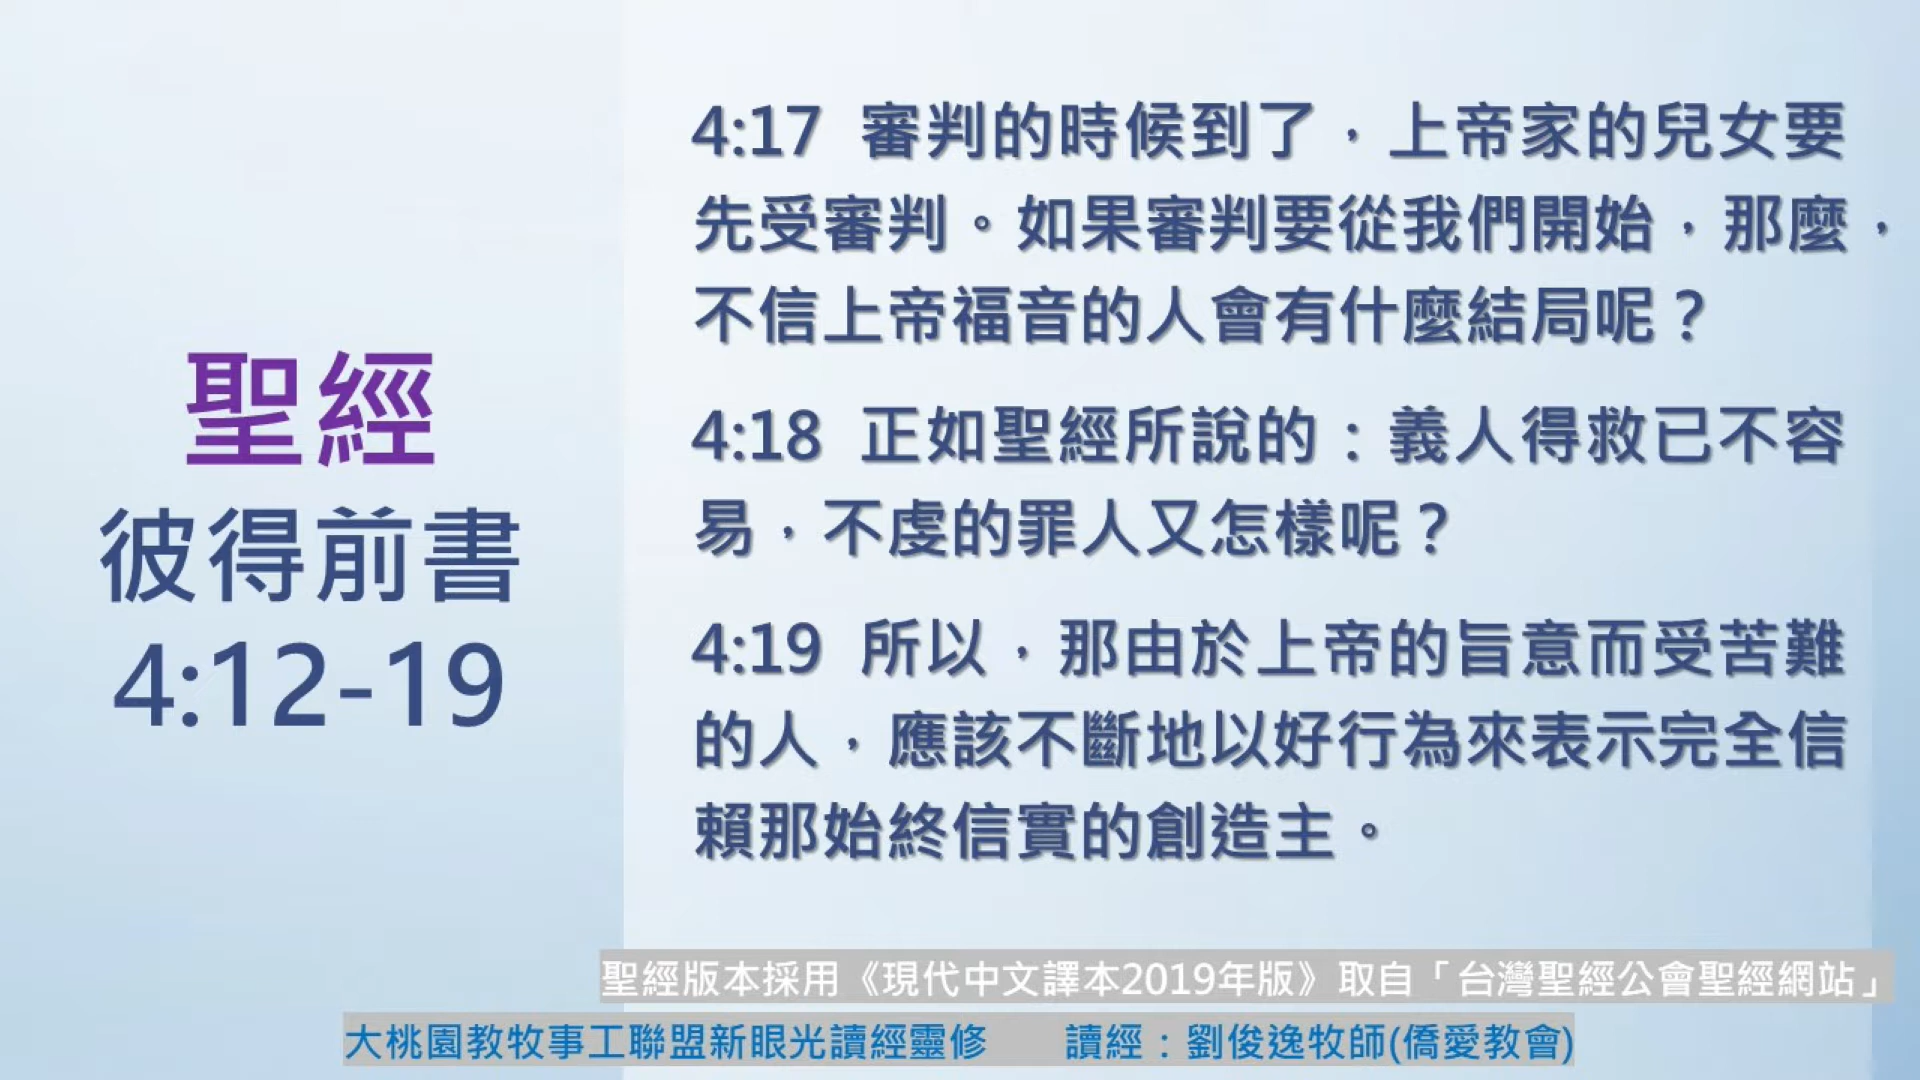 聖經
彼得前書
4:12-19
4:17 審判的時候到了，上帝家的兒女要
先受審判。如果審判要從我們開始，那麼，
不信上帝福音的人會有什麼結局呢？
4:18 正如聖經所說的：義人得救已不容
易，不虔的罪人又怎樣呢？
4:19 所以，那由於上帝的旨意而受苦難
的人，應該不斷地以好行為來表示完全信
賴那始終信實的創造主。
聖經版本採用《現代中文譯本2019年版》取自「台灣聖經公會聖經網站」
大桃園教牧事工聯盟新眼光讀經靈修　　讀經：劉俊逸牧師(僑愛教會)